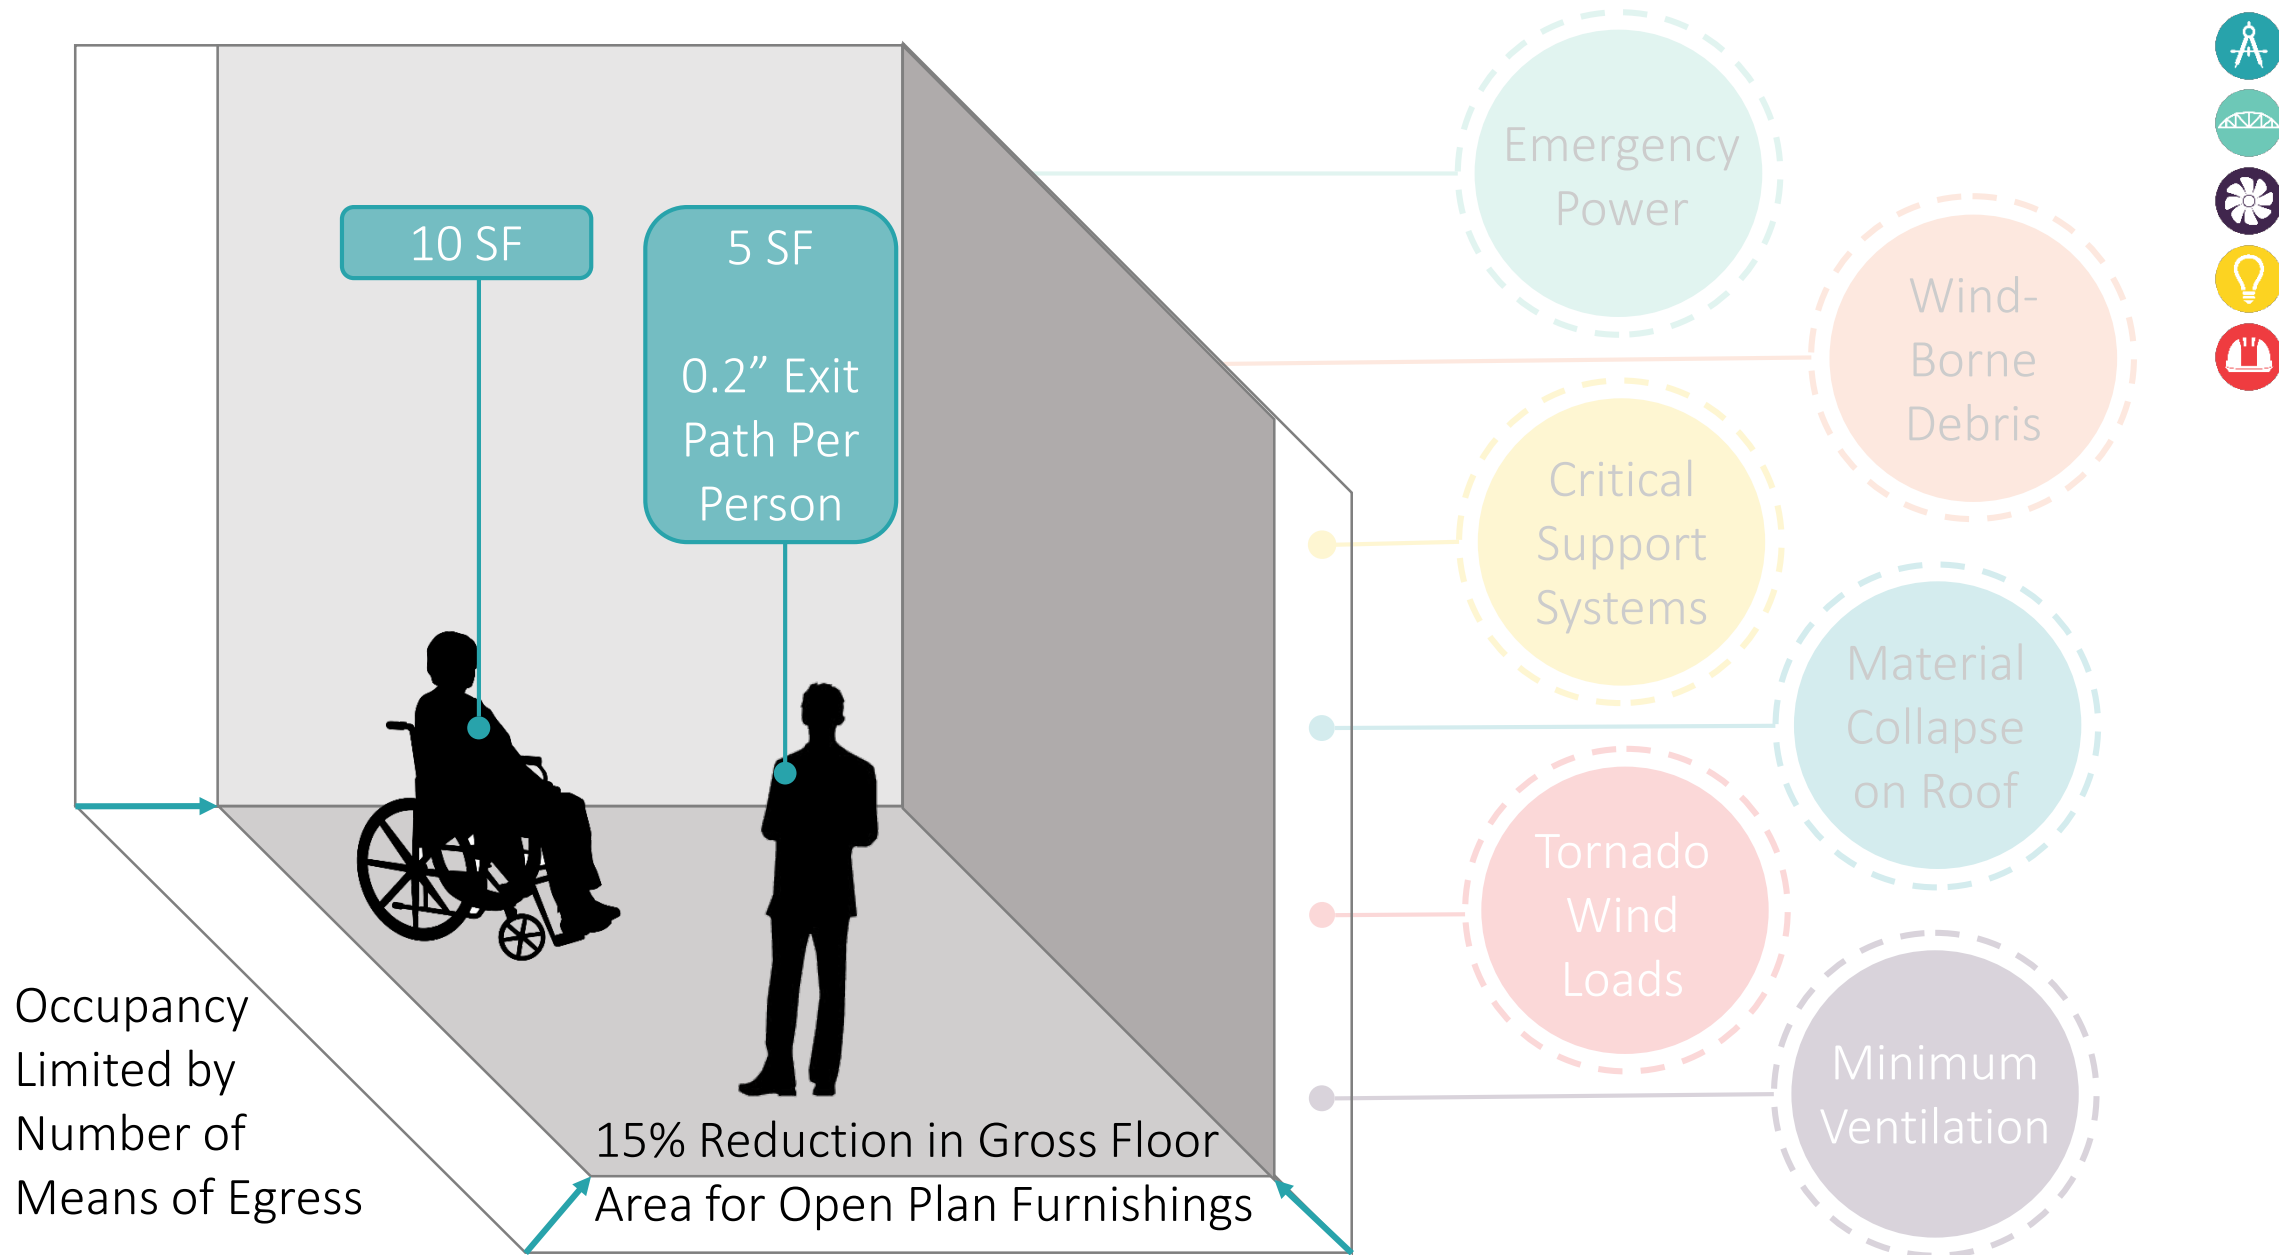 10 SF
5 SF
0.2” Exit
Path Per
Person
Occupancy
Limited by
Number of
Means of Egress
15% Reduction in Gross Floor
Area for Open Plan Furnishings
Emergency
Power
Wind-
Borne
Debris
Critical
Support
Systems
Material
Collapse
on Roof
Tornado
Wind
Loads
Minimum
Ventilation